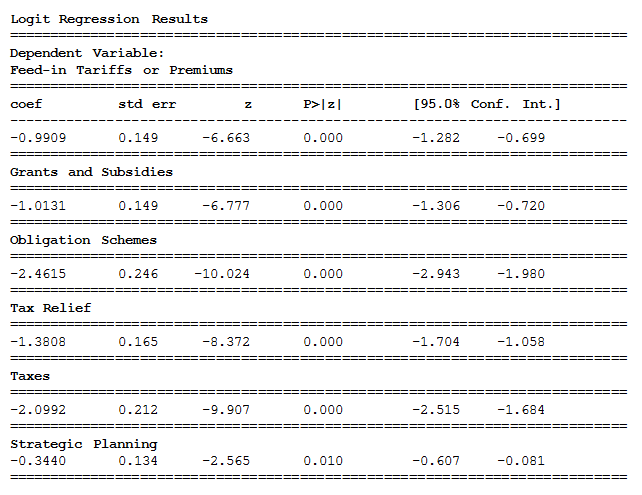 Logit Regression Results
==============================================================================
Dependent Variable:
Feed-in Tariffs or Premiums
==============================================================================
coef std err z P>|z| [95.0% Conf. Int.]
------------------------------------------------------------------------------
-0.9909 0.149 -6.663 0.000 -1.282 -0.699
==============================================================================
Grants and Subsidies
==============================================================================
-1.0131 0.149 -6.777 0.000 -1.306 -0.720
==============================================================================
Obligation Schemes
==============================================================================
-2.4615 0.246 -10.024 0.000 -2.943 -1.980
==============================================================================
Tax Relief
==============================================================================
-1.3808 0.165 -8.372 0.000 -1.704 -1.058
==============================================================================
Taxes
==============================================================================
-2.0992 0.212 -9.907 0.000 -2.515 -1.684
==============================================================================
Strategic Planning
-0.3440 0.134 -2.565 0.010 -0.607 -0.081
==============================================================================